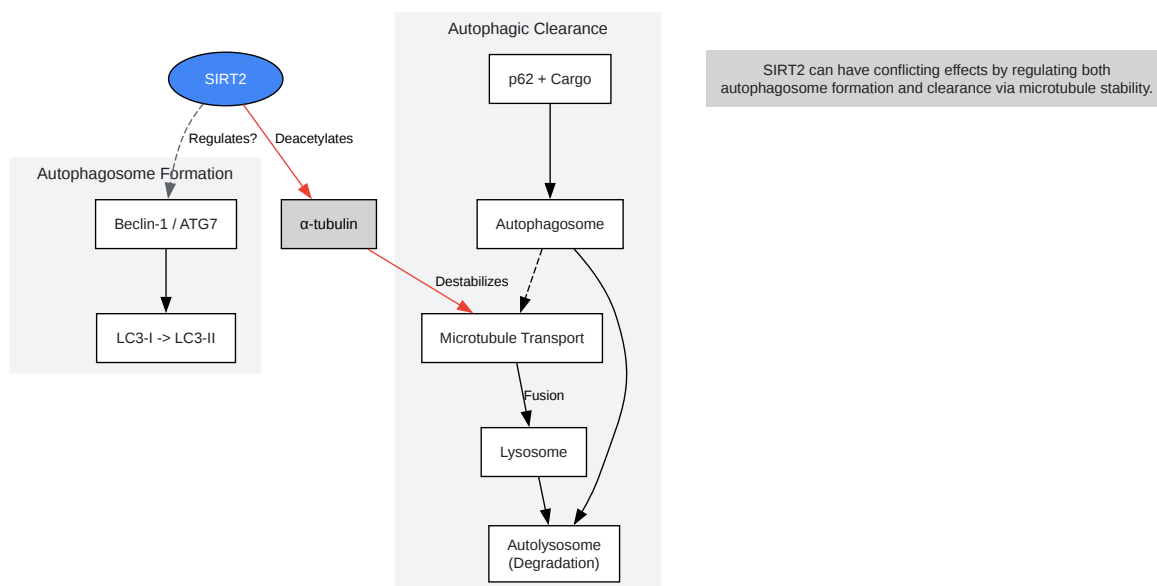 Autophagic Clearance
SIRT2
p62 + Cargo
SIRT2 can have conflicting effects by regulating both
autophagosome formation and clearance via microtubule stability.
Regulates?
Deacetylates
Autophagosome Formation
Beclin-1 / ATG7
α-tubulin
Autophagosome
Destabilizes
LC3-I -> LC3-II
Microtubule Transport
Fusion
Lysosome
Autolysosome
(Degradation)